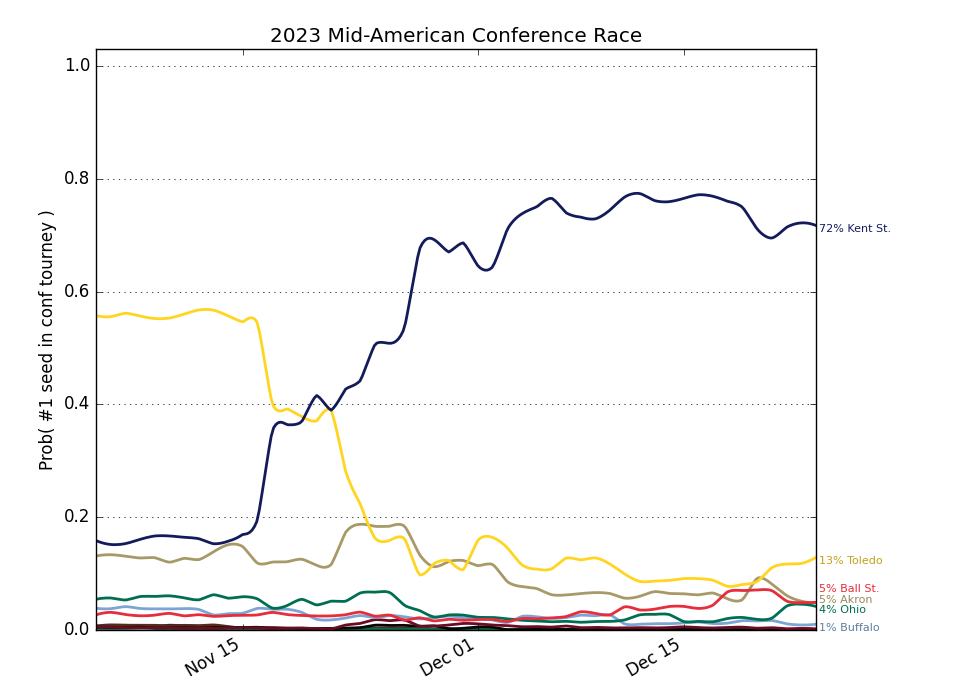 2023 Mid-American Conference Race
Prob( #1 seed in conf tourney )
1.0
0.8
0.6
0.4
0.2
0.0
Nov 15
Dec 01
Dec 15
72% Kent St.
13% Toledo
5% Ball St.
5% Akron
4% Ohio
1% Buffalo